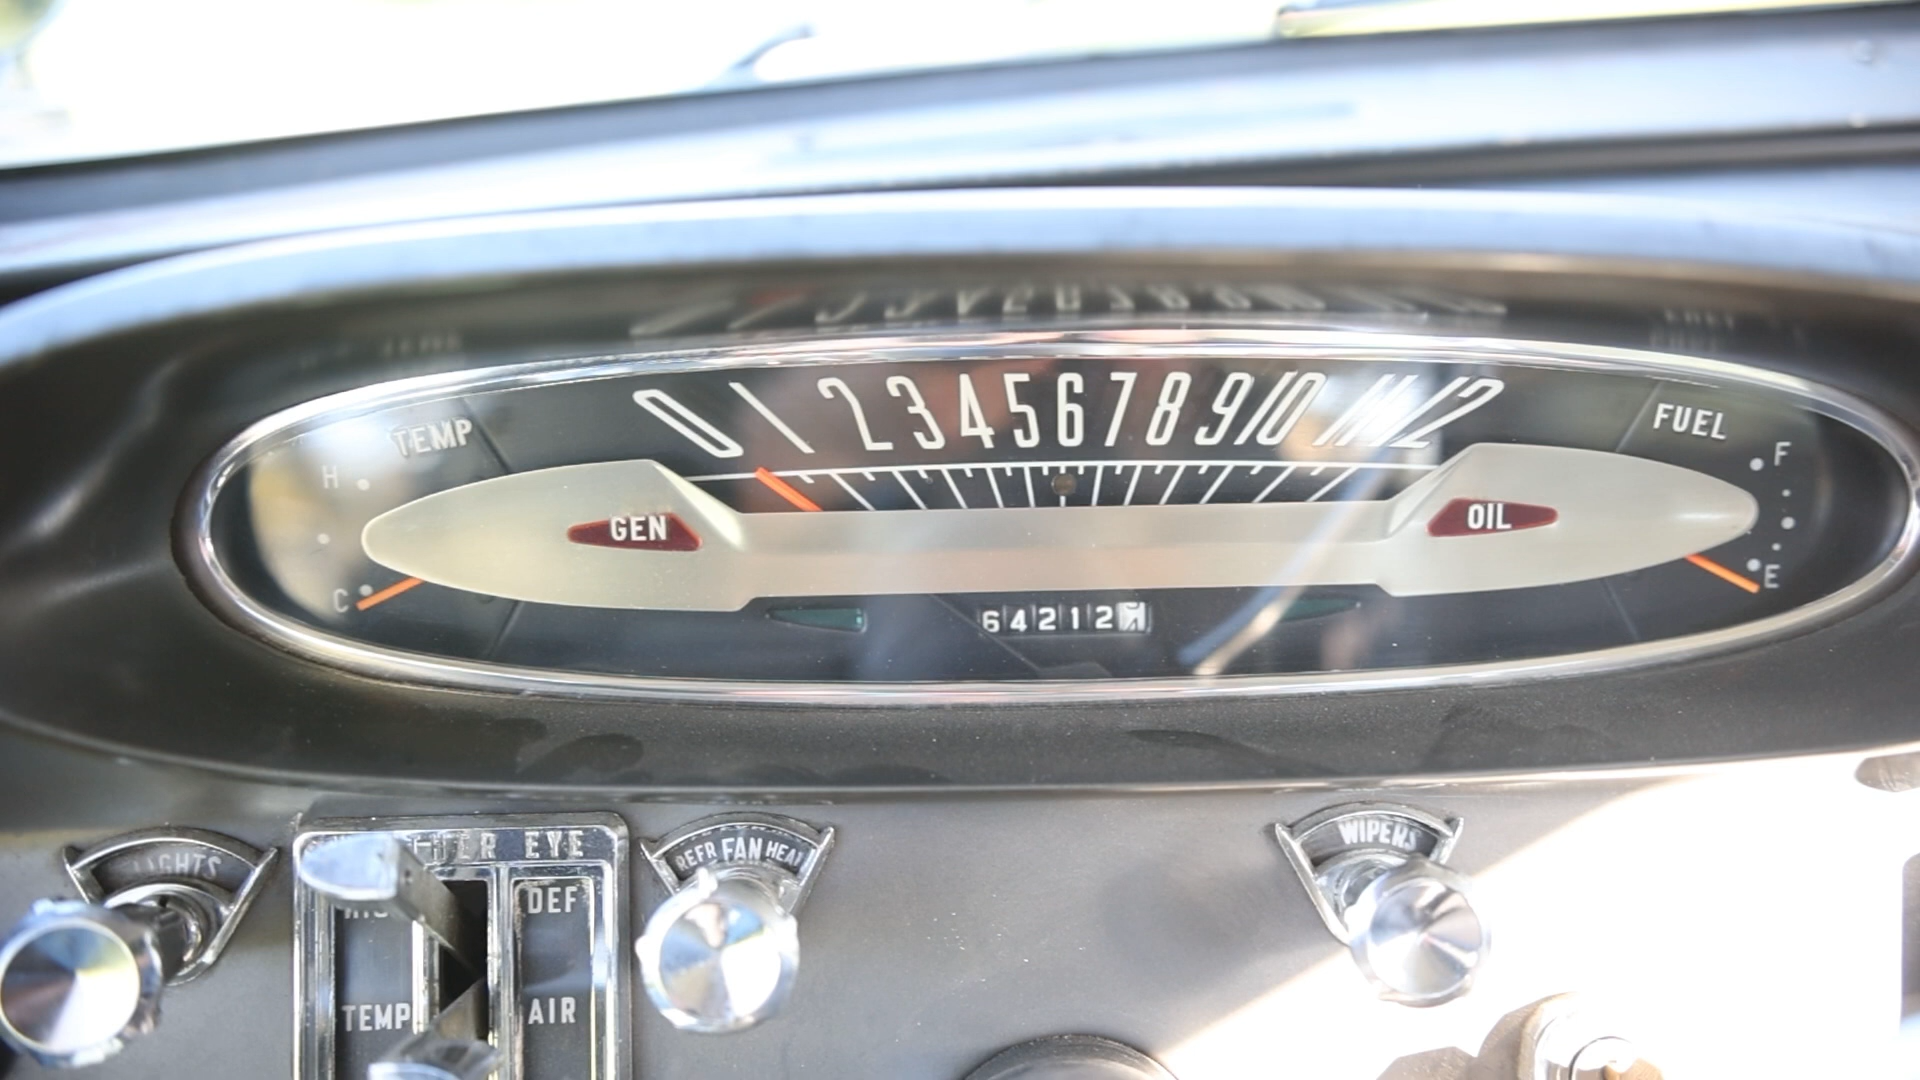 0 1 2 3 4 5 6 7 8 9 10 11 12
TEMP
FUEL
H
F
GEN
OIL
C
E
64212
LIGHTS
EYE
REFR FAN HEAT
WIPERS
DEF
TEMP
AIR